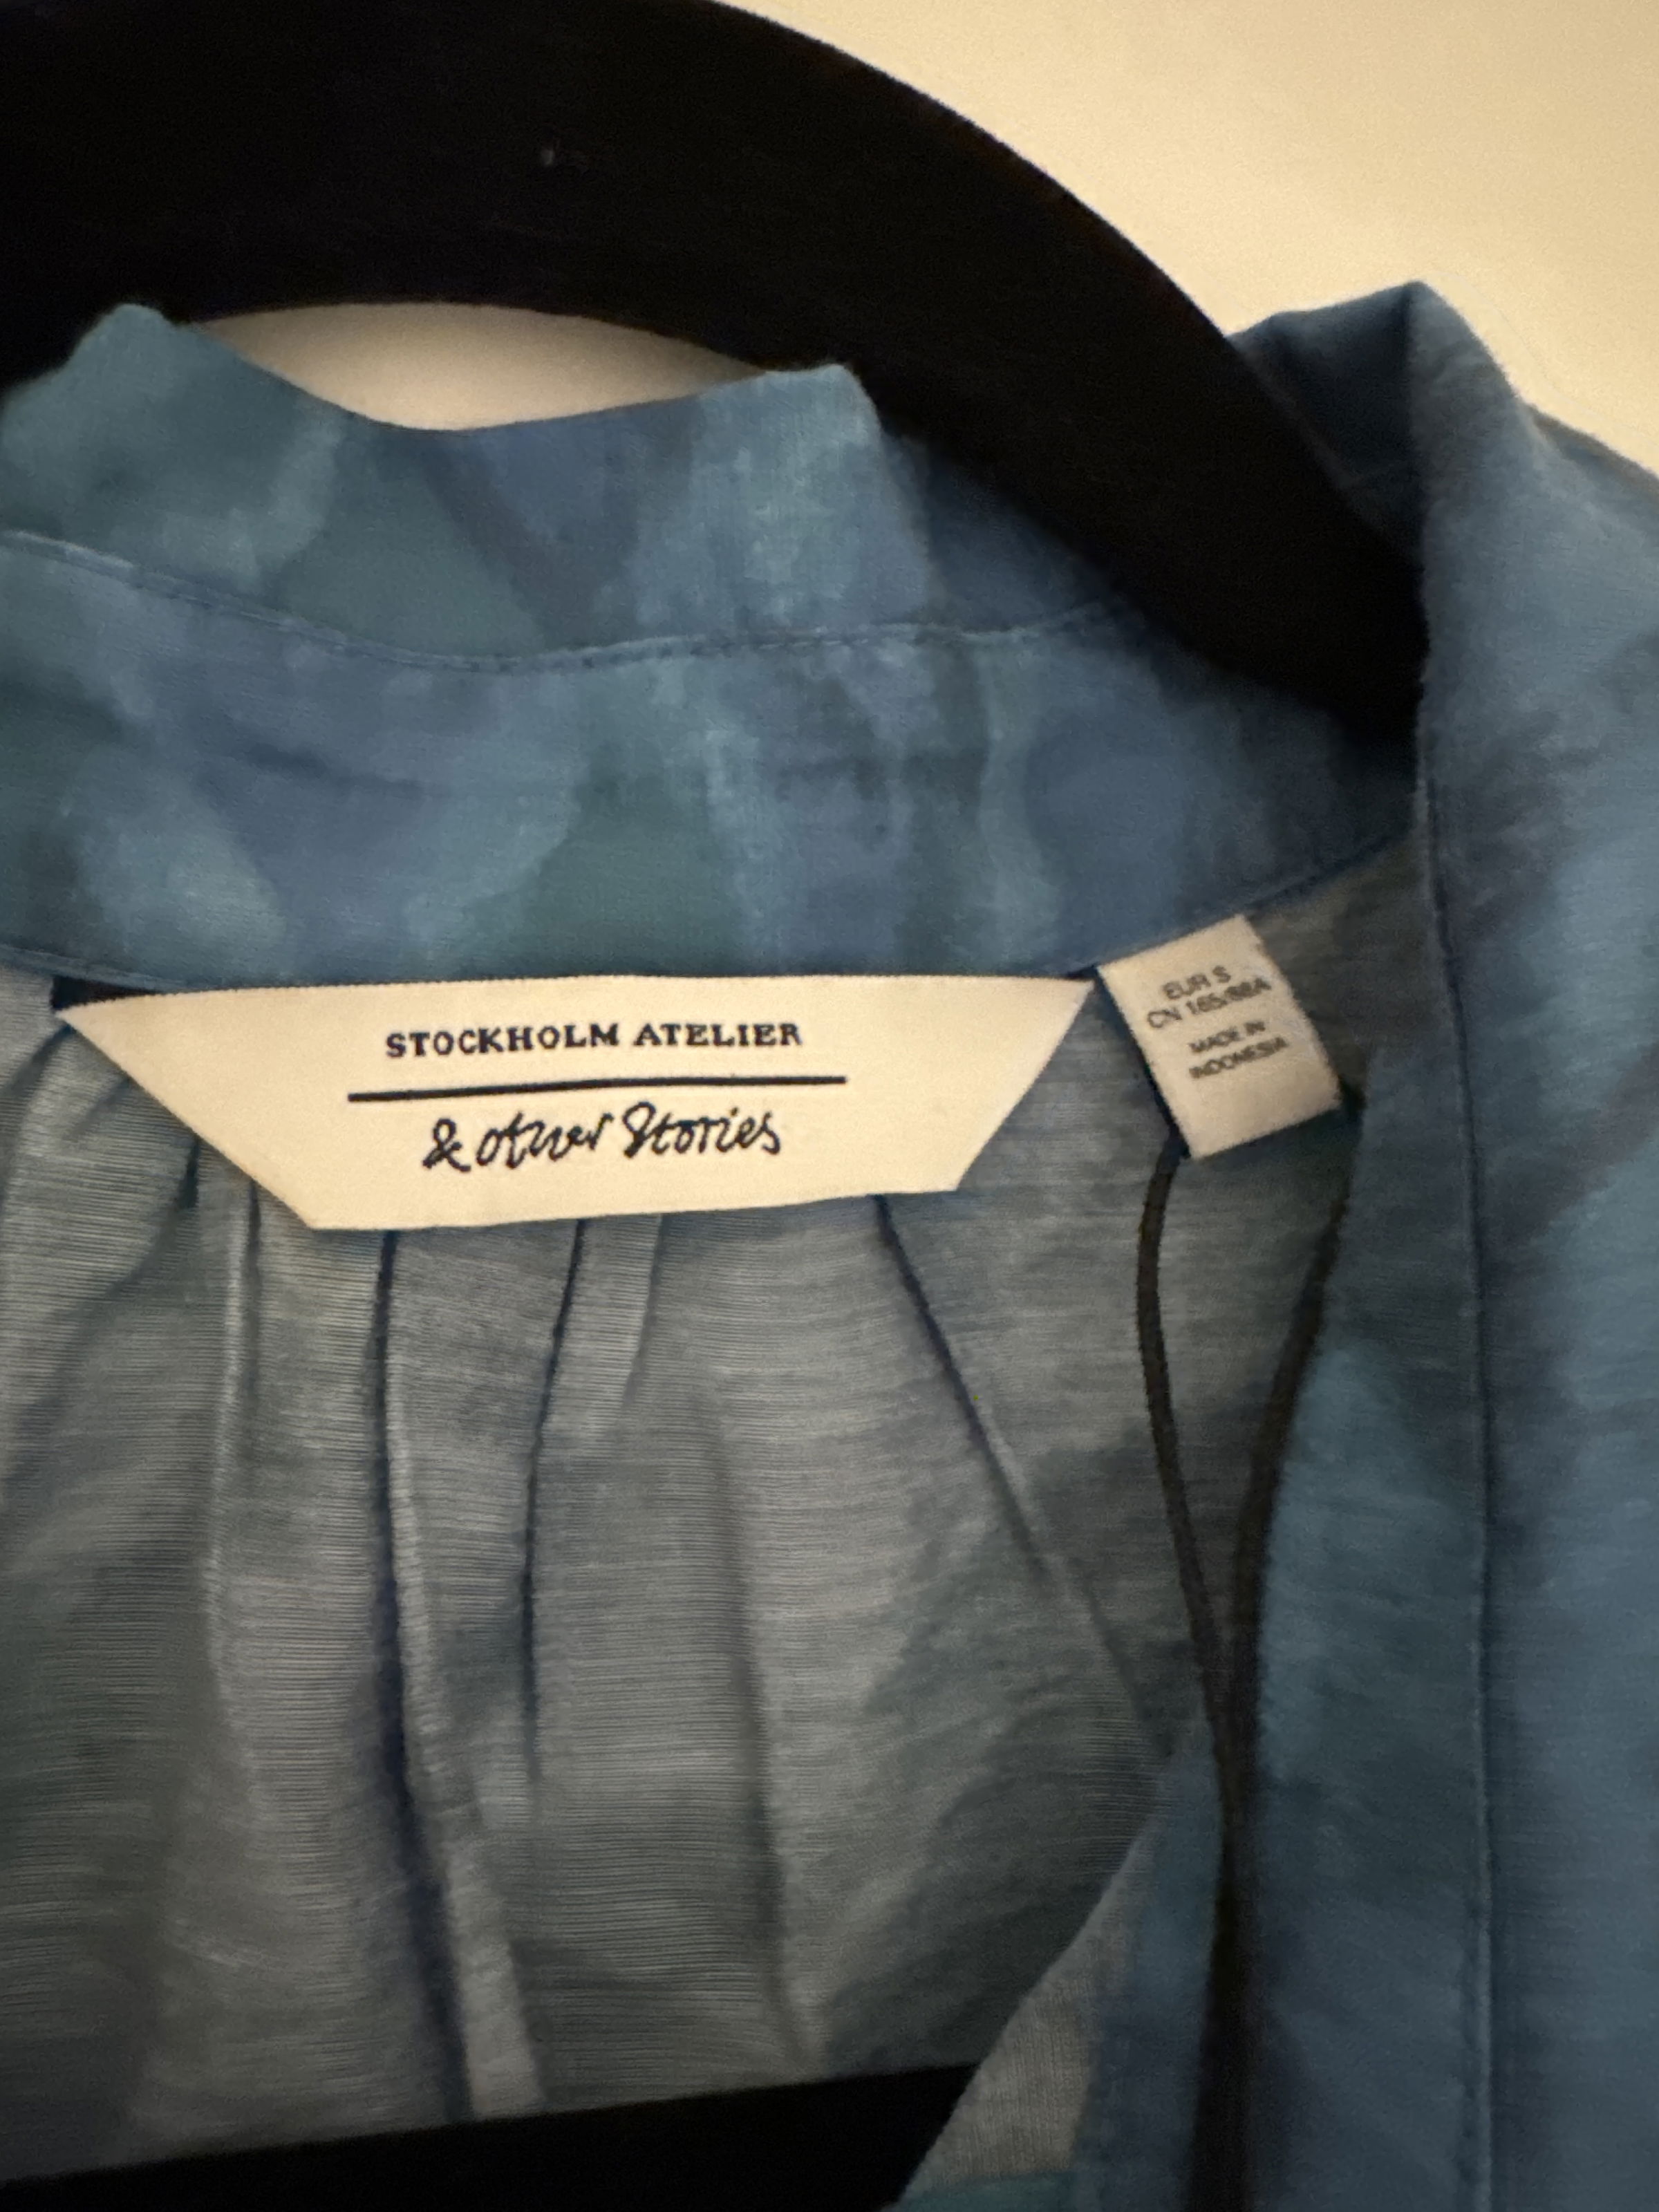 STOCKHOLM ATELIER
& other Stories
EUR S
CN 165/88A
MADE IN
INDONESIA